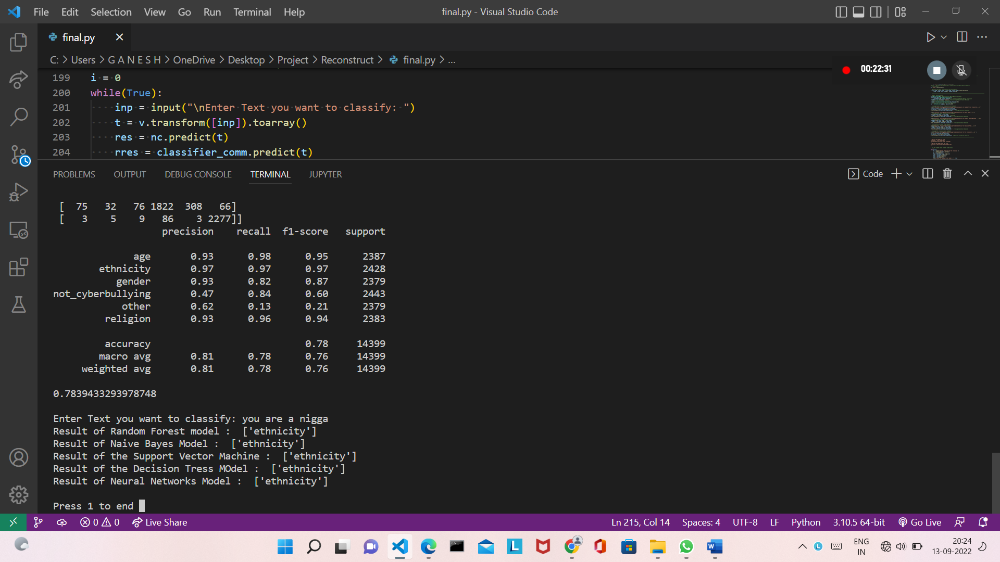 File Edit Selection View Go Run Terminal Help
final.py - Visual Studio Code
final.py
C: > Users > G A N E S H > OneDrive > Desktop > Project > Reconstruct > final.py > ...
00:22:31
199 i = 0
200 while(True):
201 inp = input("\nEnter Text you want to classify: ")
202 t = v.transform([inp]).toarray()
203 res = nc.predict(t)
204 rres = classifier_comm.predict(t)
PROBLEMS OUTPUT DEBUG CONSOLE TERMINAL JUPYTER
Code
[ 75 32 76 1822 308 66]
[ 3 5 9 86 3 2277]]
precision recall f1-score support
age 0.93 0.98 0.95 2387
ethnicity 0.97 0.97 0.97 2428
gender 0.93 0.82 0.87 2379
not_cyberbullying 0.47 0.84 0.60 2443
other 0.62 0.13 0.21 2379
religion 0.93 0.96 0.94 2383
accuracy 0.78 14399
macro avg 0.81 0.78 0.76 14399
weighted avg 0.81 0.78 0.76 14399
0.7839433293978748
Enter Text you want to classify: you are a nigga
Result of Random Forest model : ['ethnicity']
Result of Naive Bayes Model : ['ethnicity']
Result of the Support Vector Machine : ['ethnicity']
Result of the Decision Tress MOdel : ['ethnicity']
Result of Neural Networks Model : ['ethnicity']
Press 1 to end
0 0 Live Share
Ln 215, Col 14 Spaces: 4 UTF-8 LF Python 3.10.5 64-bit Go Live
ENG
IN
20:24
13-09-2022